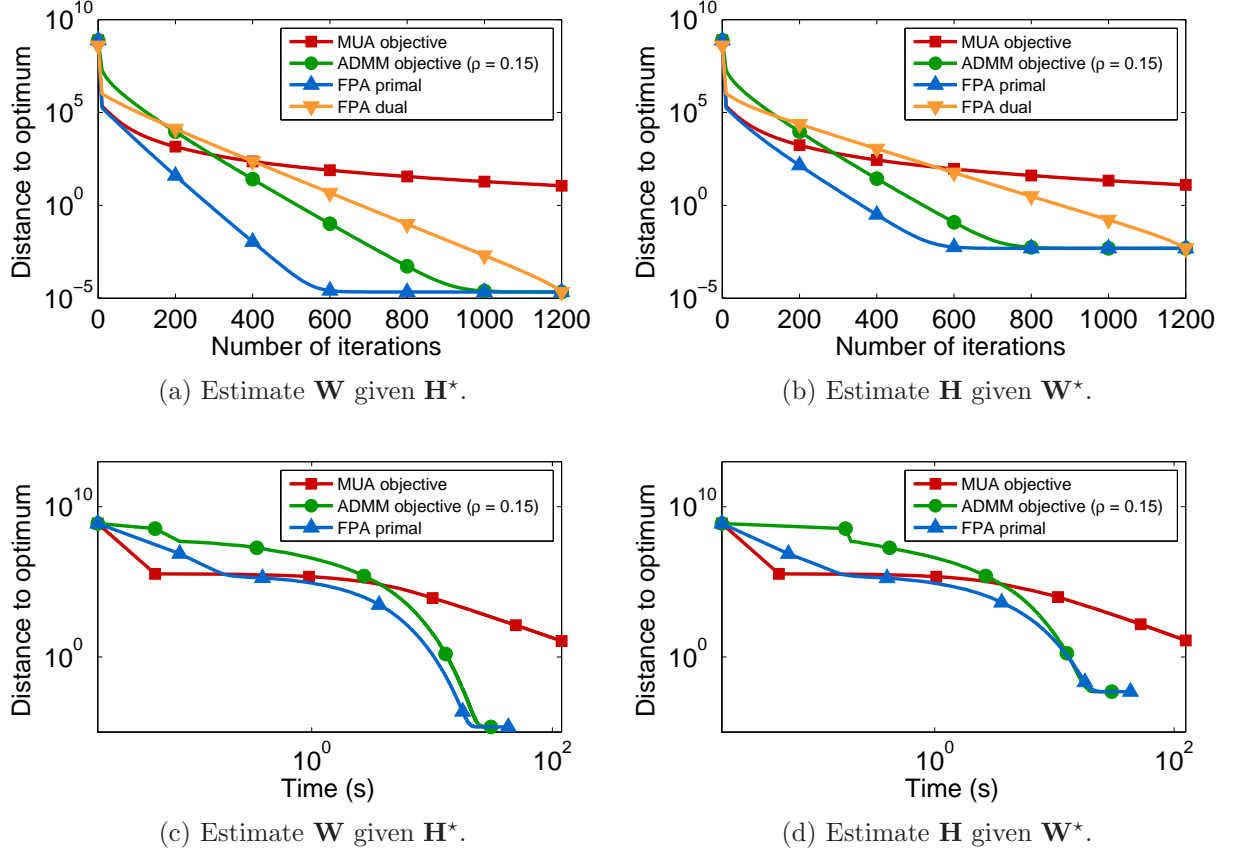 10^10
10^5
10^0
10^−5
Distance to optimum
MUA objective
ADMM objective (ρ = 0.15)
FPA primal
FPA dual
0 200 400 600 800 1000 1200
Number of iterations
(a) Estimate W given H⋆.
10^10
10^5
10^0
10^−5
Distance to optimum
MUA objective
ADMM objective (ρ = 0.15)
FPA primal
FPA dual
0 200 400 600 800 1000 1200
Number of iterations
(b) Estimate H given W⋆.
10^10
10^0
Distance to optimum
MUA objective
ADMM objective (ρ = 0.15)
FPA primal
10^0 10^2
Time (s)
(c) Estimate W given H⋆.
10^10
10^0
Distance to optimum
MUA objective
ADMM objective (ρ = 0.15)
FPA primal
10^0 10^2
Time (s)
(d) Estimate H given W⋆.